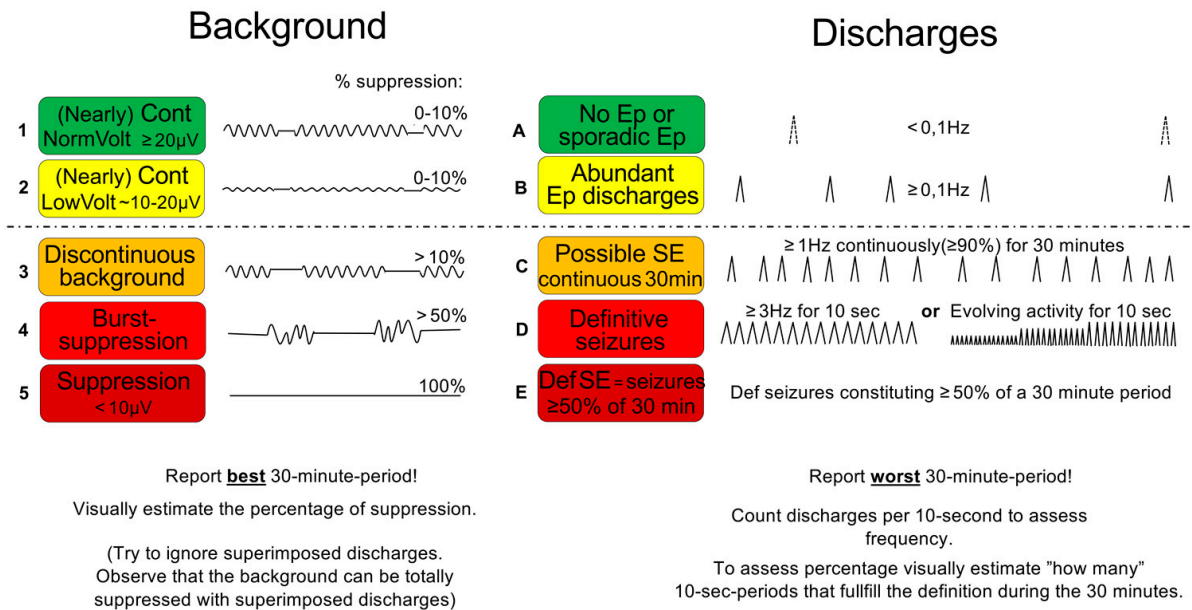 Background
% suppression:
1
(Nearly) Cont
NormVolt ≥20µV
0-10%
2
(Nearly) Cont
LowVolt ~10-20µV
0-10%
3
Discontinuous
background
>10%
4
Burst-
suppression
>50%
5
Suppression
<10µV
100%
Report best 30-minute-period!
Visually estimate the percentage of suppression.
(Try to ignore superimposed discharges.
Observe that the background can be totally
suppressed with superimposed discharges)
Discharges
A
No Ep or
sporadic Ep
<0,1Hz
B
Abundant
Ep discharges
≥0,1Hz
C
Possible SE
continuous 30min
≥1Hz continuously(≥90%) for 30 minutes
D
Definitive
seizures
≥3Hz for 10 sec or Evolving activity for 10 sec
E
Def SE = seizures
≥50% of 30 min
Def seizures constituting ≥50% of a 30 minute period
Report worst 30-minute-period!
Count discharges per 10-second to assess
frequency.
To assess percentage visually estimate ”how many”
10-sec-periods that fullfill the definition during the 30 minutes.